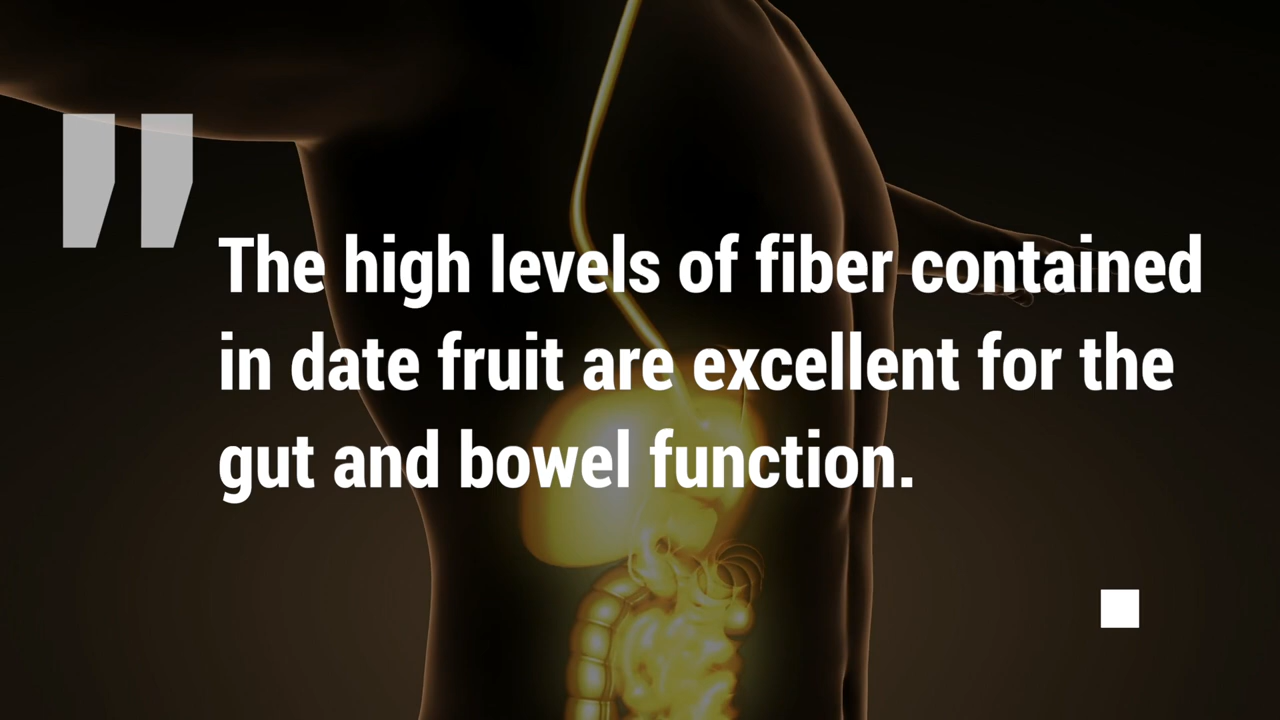 "
The high levels of fiber contained
in date fruit are excellent for the
gut and bowel function.